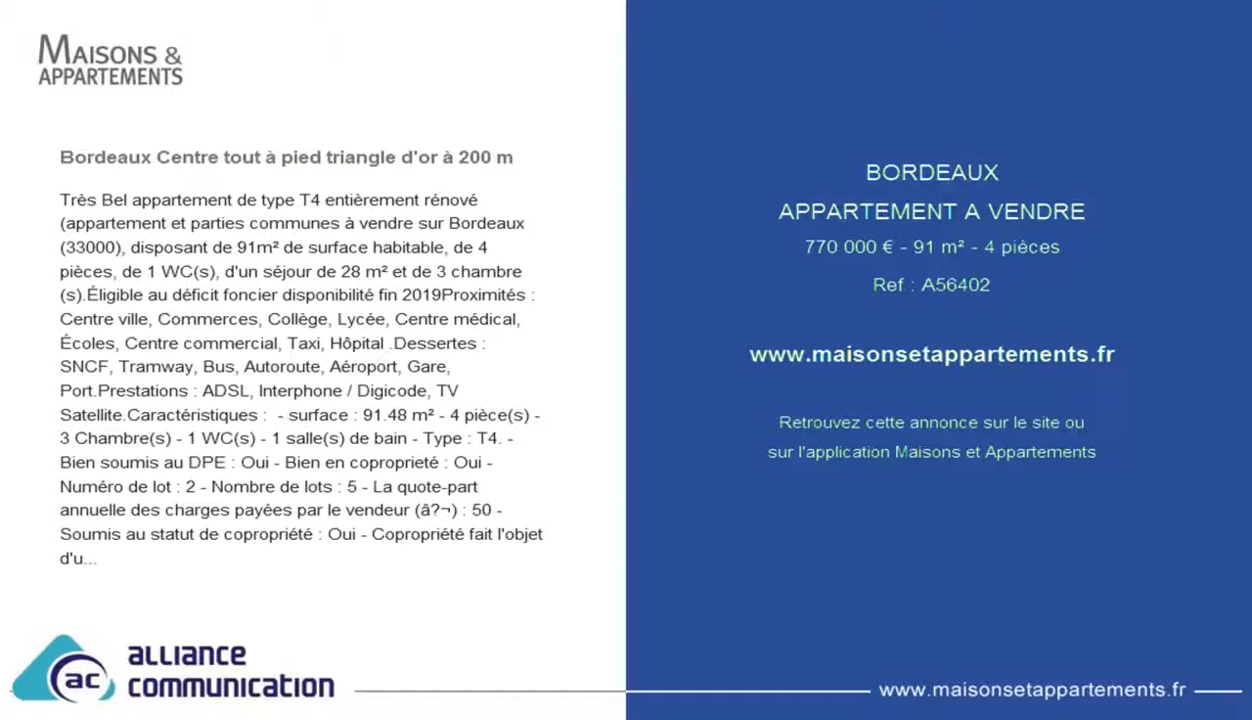 MAISONS &
APPARTEMENTS
Bordeaux Centre tout à pied triangle d'or à 200 m
Très Bel appartement de type T4 entièrement rénové
(appartement et parties communes à vendre sur Bordeaux
(33000), disposant de 91m² de surface habitable, de 4
pièces, de 1 WC(s), d'un séjour de 28 m² et de 3 chambre
(s).Éligible au déficit foncier disponibilité fin 2019Proximités :
Centre ville, Commerces, Collège, Lycée, Centre médical,
Écoles, Centre commercial, Taxi, Hôpital .Dessertes :
SNCF, Tramway, Bus, Autoroute, Aéroport, Gare,
Port.Prestations : ADSL, Interphone / Digicode, TV
Satellite.Caractéristiques :  - surface : 91.48 m² - 4 pièce(s) -
3 Chambre(s) - 1 WC(s) - 1 salle(s) de bain - Type : T4. -
Bien soumis au DPE : Oui - Bien en coproprieté : Oui -
Numéro de lot : 2 - Nombre de lots : 5 - La quote-part
annuelle des charges payées par le vendeur (â?¬) : 50 -
Soumis au statut de copropriété : Oui - Copropriété fait l'objet
d'u...
ac alliance
communication
BORDEAUX
APPARTEMENT A VENDRE
770 000 € - 91 m² - 4 pièces
Ref : A56402
www.maisonsetappartements.fr
Retrouvez cette annonce sur le site ou
sur l'application Maisons et Appartements
www.maisonsetappartements.fr